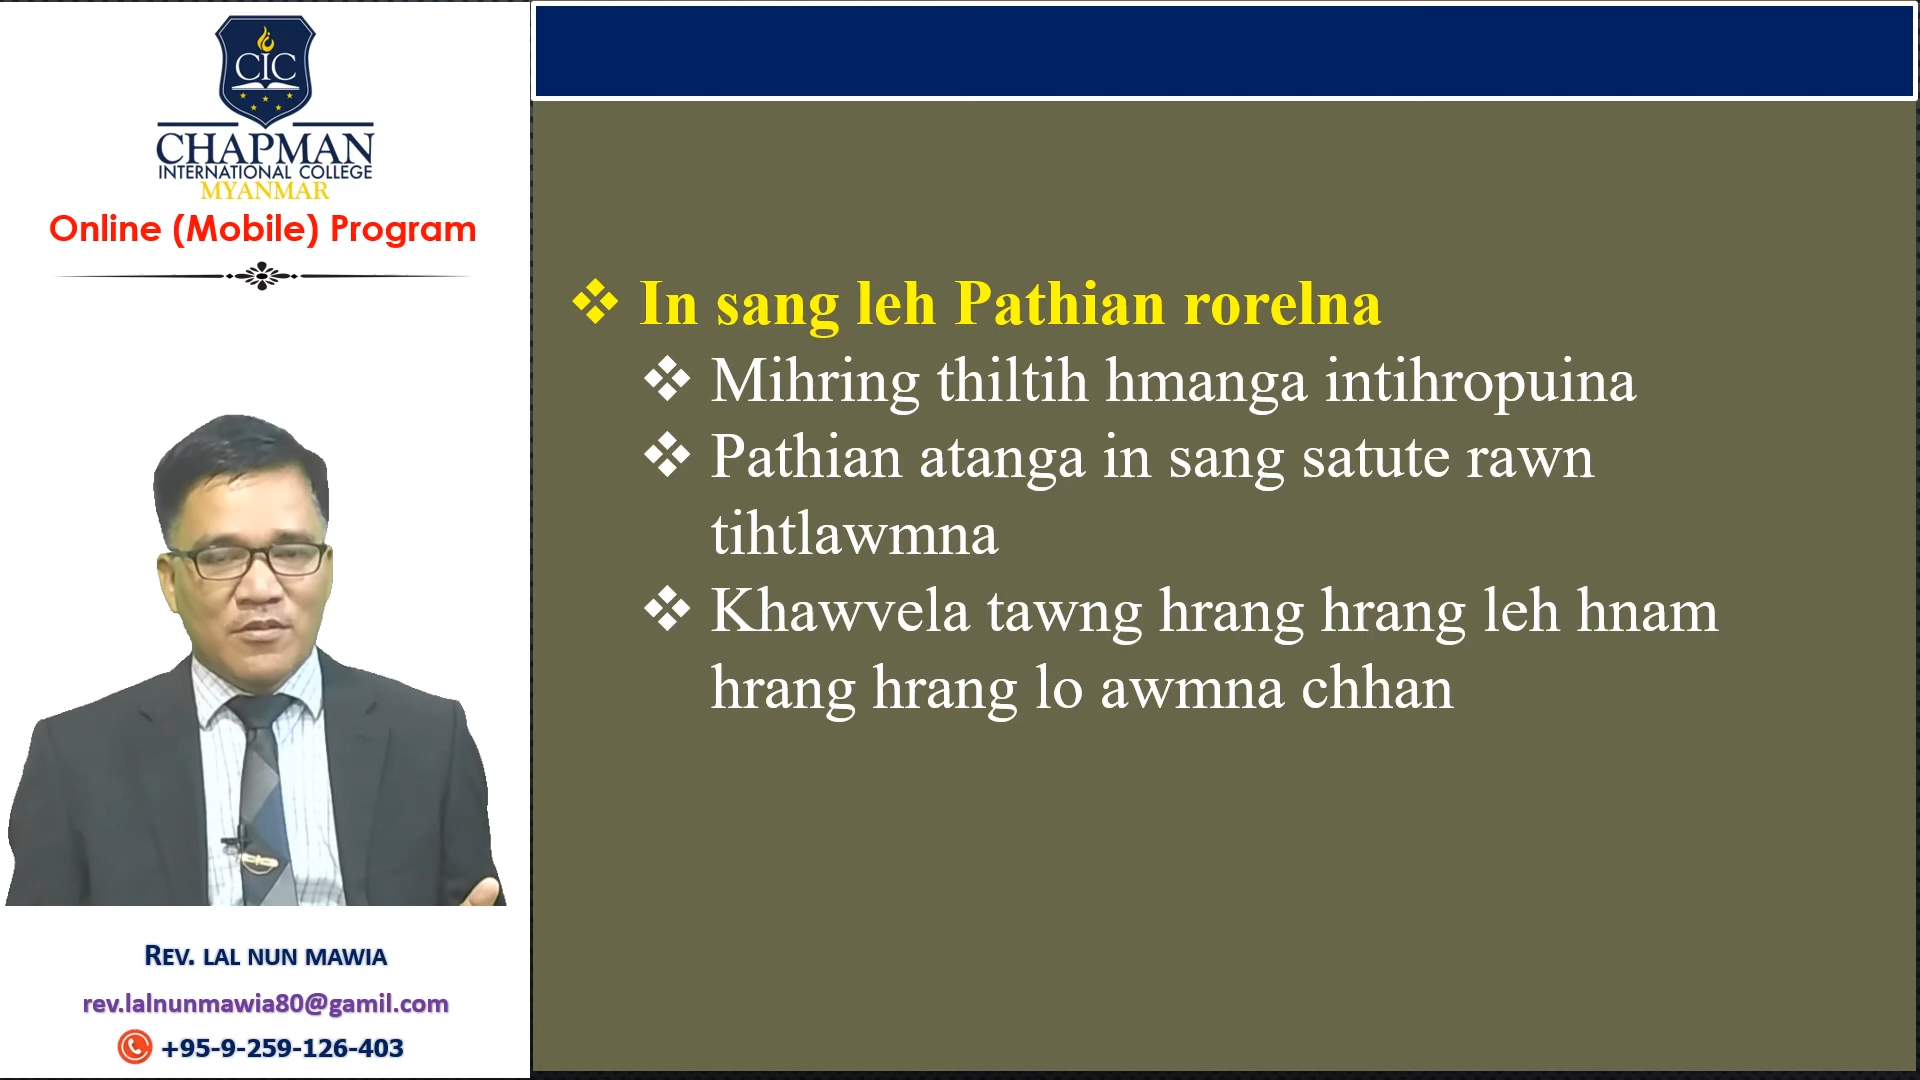 CIC
CHAPMAN
INTERNATIONAL COLLEGE
MYANMAR
Online (Mobile) Program
REV. LAL NUN MAWIA
rev.lalnunmawia80@gamil.com
+95-9-259-126-403
In sang leh Pathian rorelna
Mihring thiltih hmanga intihropuina
Pathian atanga in sang satute rawn
tihtlawmna
Khawvela tawng hrang hrang leh hnam
hrang hrang lo awmna chhan